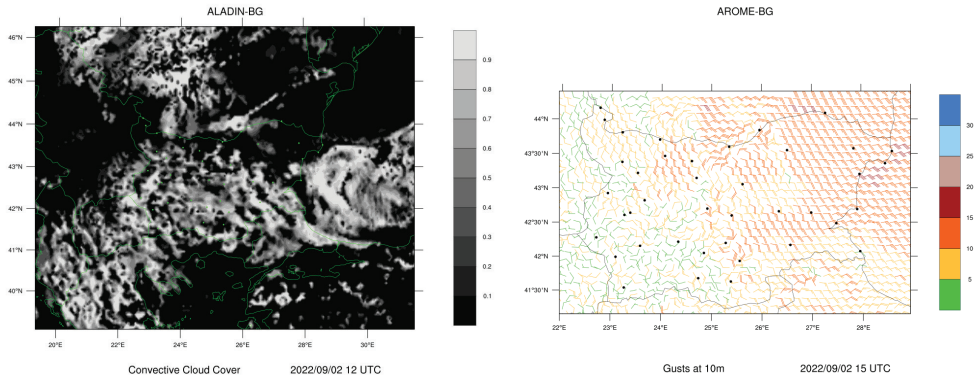 ALADIN-BG
46°N
45°N
44°N
43°N
42°N
41°N
40°N
20°E 22°E 24°E 26°E 28°E 30°E
0.9
0.8
0.7
0.6
0.5
0.4
0.3
0.2
0.1
Convective Cloud Cover 2022/09/02 12 UTC
AROME-BG
44°N
43°30'N
43°N
42°30'N
42°N
41°30'N
22°E 23°E 24°E 25°E 26°E 27°E 28°E
30
25
20
15
10
5
Gusts at 10m 2022/09/02 15 UTC